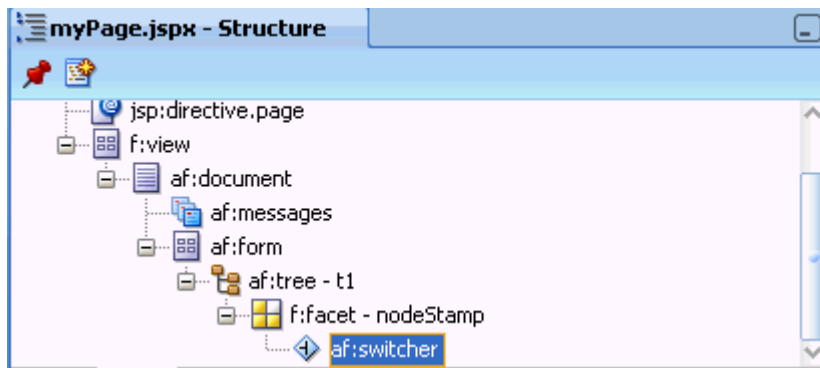 myPage.jspx - Structure
jsp:directive.page
f:view
af:document
af:messages
af:form
af:tree - t1
f:facet - nodeStamp
af:switcher